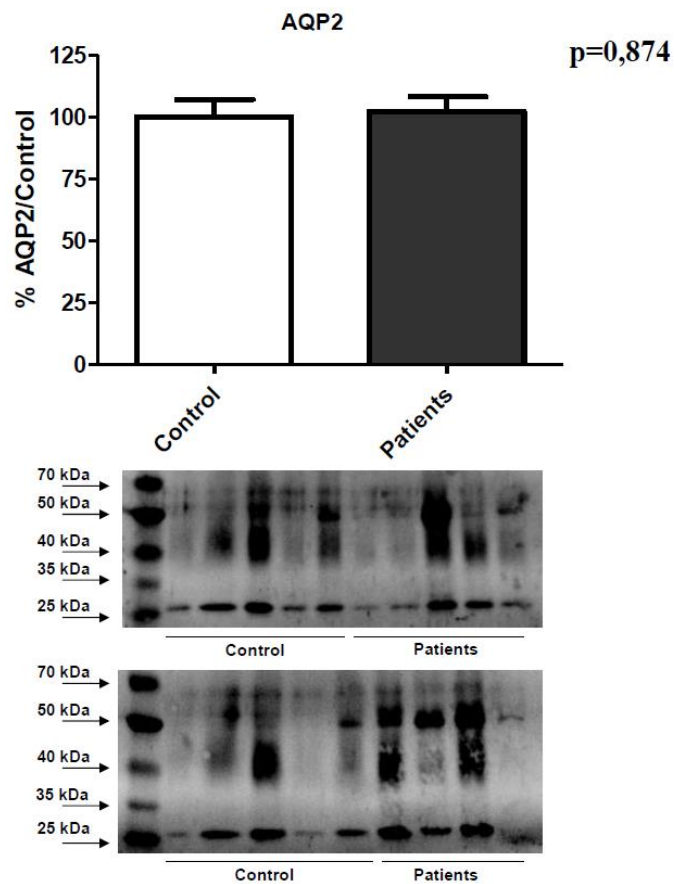 AQP2
p=0,874
% AQP2/Control
125
100
75
50
25
0
Control
Patients
70 kDa
50 kDa
40 kDa
35 kDa
25 kDa
Control Patients
70 kDa
50 kDa
40 kDa
35 kDa
25 kDa
Control Patients